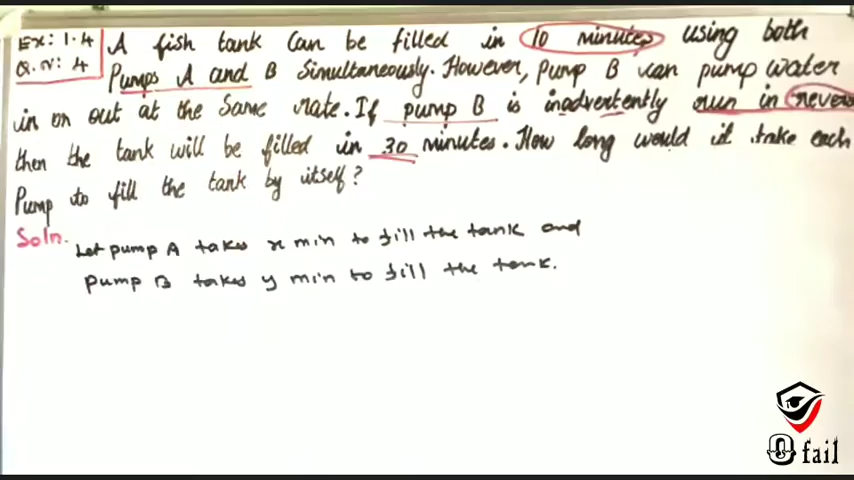 Ex: 1.4
Q.N: 4
A fish tank can be filled in 10 minutes using both
Pumps A and B Simultaneously. However, Pump B can pump water
in or out at the same rate. If pump B is inadvertently run in reverse
then the tank will be filled in 30 minutes. How long would it take each
Pump to fill the tank by itself?
Soln.
Let pump A takes x min to fill the tank and
pump B takes y min to fill the tank.
0 fail